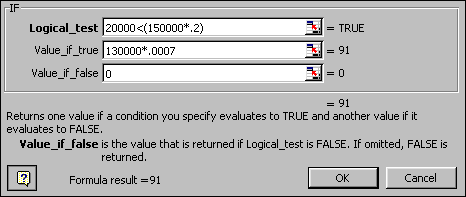 IF
Logical_test 20000<(150000*.2) = TRUE
Value_if_true 130000*.0007 = 91
Value_if_false 0 = 0
= 91
Returns one value if a condition you specify evaluates to TRUE and another value if it
evaluates to FALSE.
Value_if_false is the value that is returned if Logical_test is FALSE. If omitted, FALSE is
returned.
? Formula result =91 OK Cancel